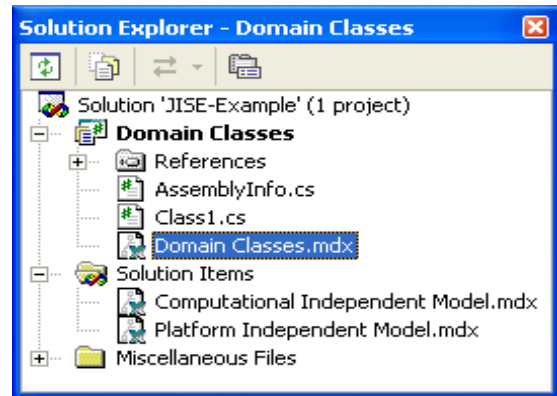 Solution Explorer - Domain Classes
Solution 'JISE-Example' (1 project)
Domain Classes
References
AssemblyInfo.cs
Class1.cs
Domain Classes.mdx
Solution Items
Computational Independent Model.mdx
Platform Independent Model.mdx
Miscellaneous Files